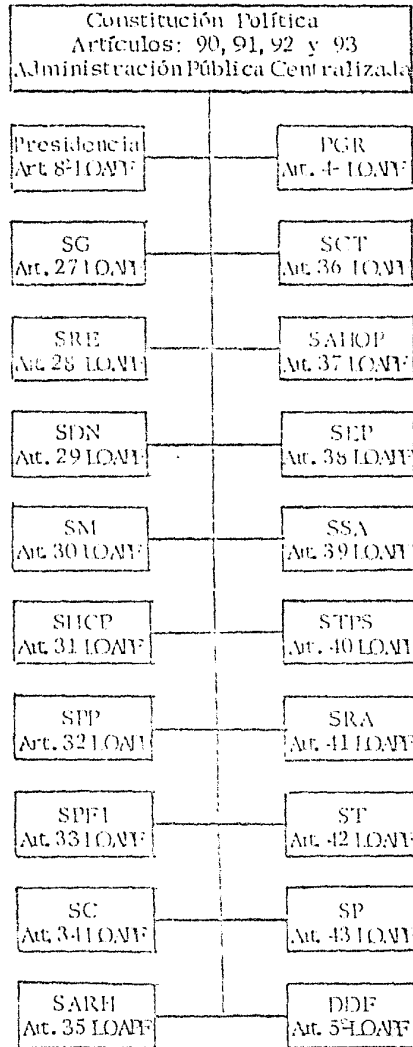 Constitución Política
Artículos: 90, 91, 92 y 93
Administración Pública Centralizada
Presidencia
Art. 8º LOAPF
PGR
Art. 4º LOAPF
SG
Art. 27 LOAPF
SCT
Art. 36 LOAPF
SRE
Art. 28 LOAPF
SAHOP
Art. 37 LOAPF
SDN
Art. 29 LOAPF
SEP
Art. 38 LOAPF
SM
Art. 30 LOAPF
SSA
Art. 39 LOAPF
SHCP
Art. 31 LOAPF
STPS
Art. 40 LOAPF
SPP
Art. 32 LOAPF
SRA
Art. 41 LOAPF
SPFI
Art. 33 LOAPF
ST
Art. 42 LOAPF
SC
Art. 34 LOAPF
SP
Art. 43 LOAPF
SARH
Art. 35 LOAPF
DDF
Art. 5º LOAPF